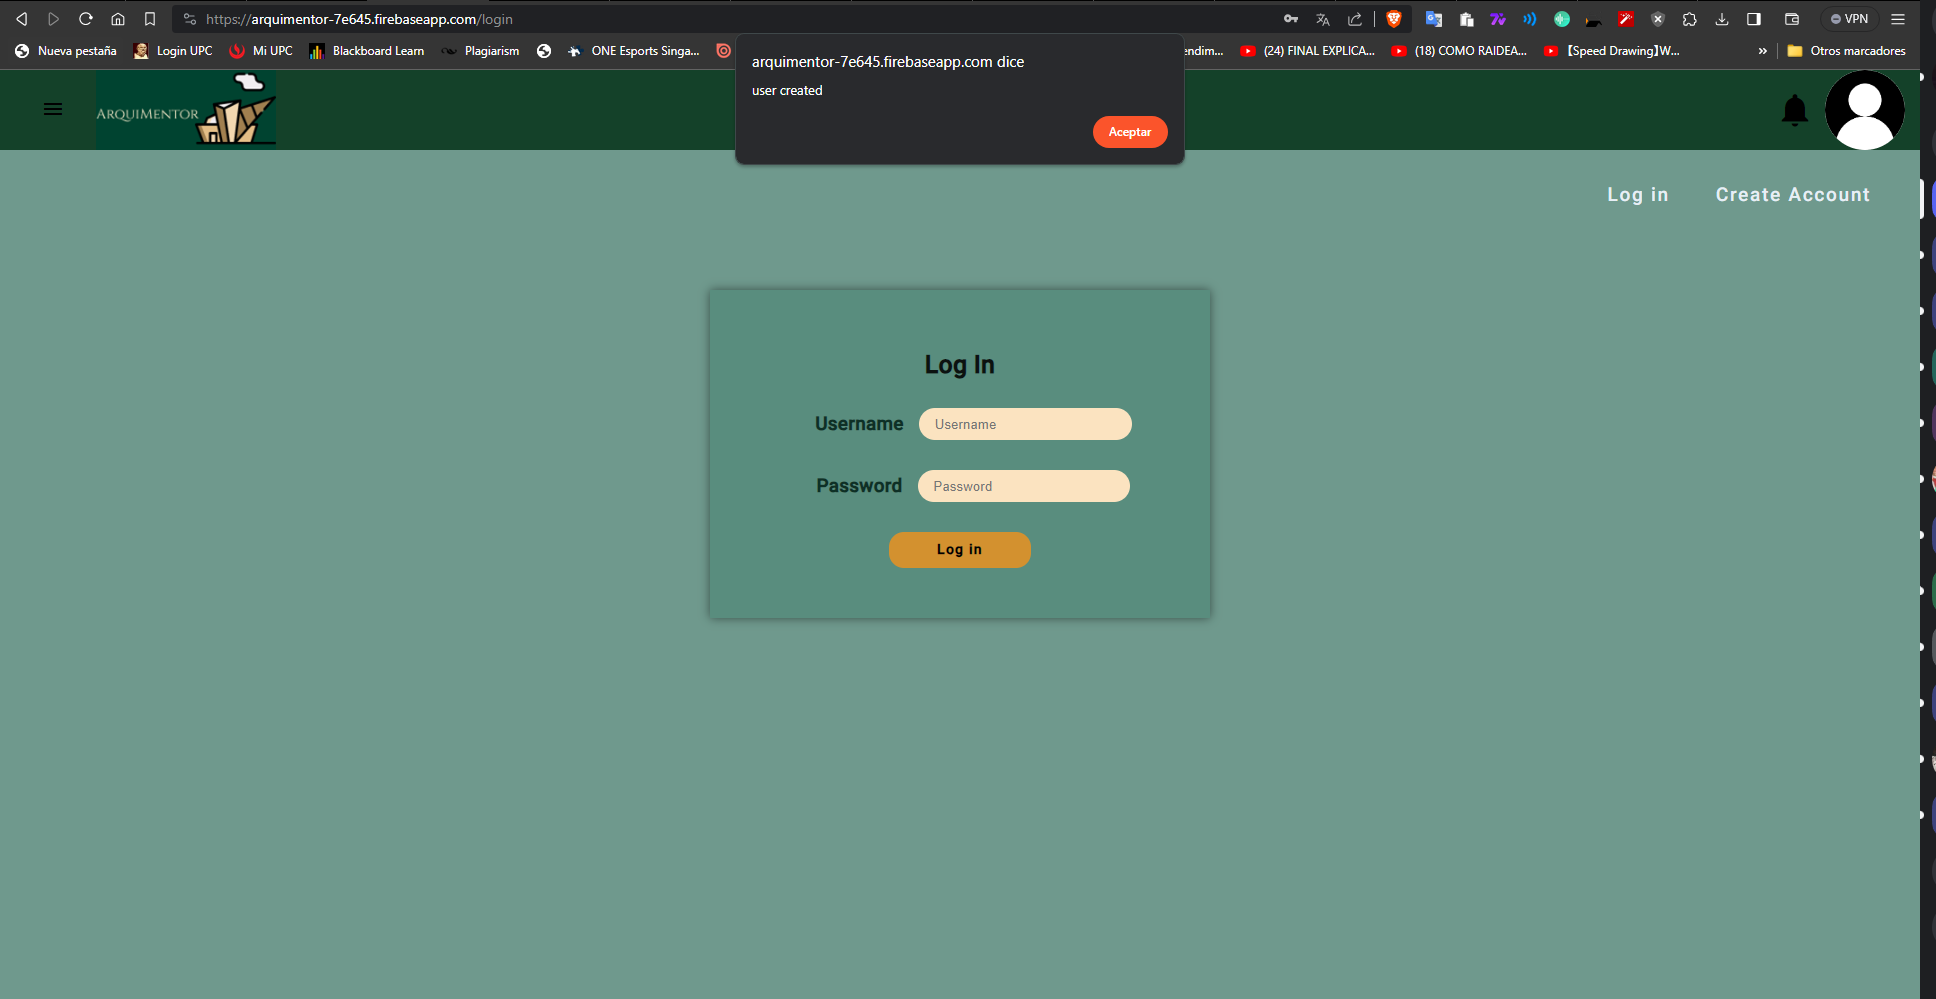 https://arquimentor-7e645.firebaseapp.com/login
VPN
Nueva pestaña Login UPC Mi UPC Blackboard Learn Plagiarism ONE Esports Singa... endim... (24) FINAL EXPLICA... (18) COMO RAIDEA... 【Speed Drawing】W... » Otros marcadores
arquimentor-7e645.firebaseapp.com dice
user created
Aceptar
ARQUIMENTOR
Log in Create Account
Log In
Username Username
Password Password
Log in